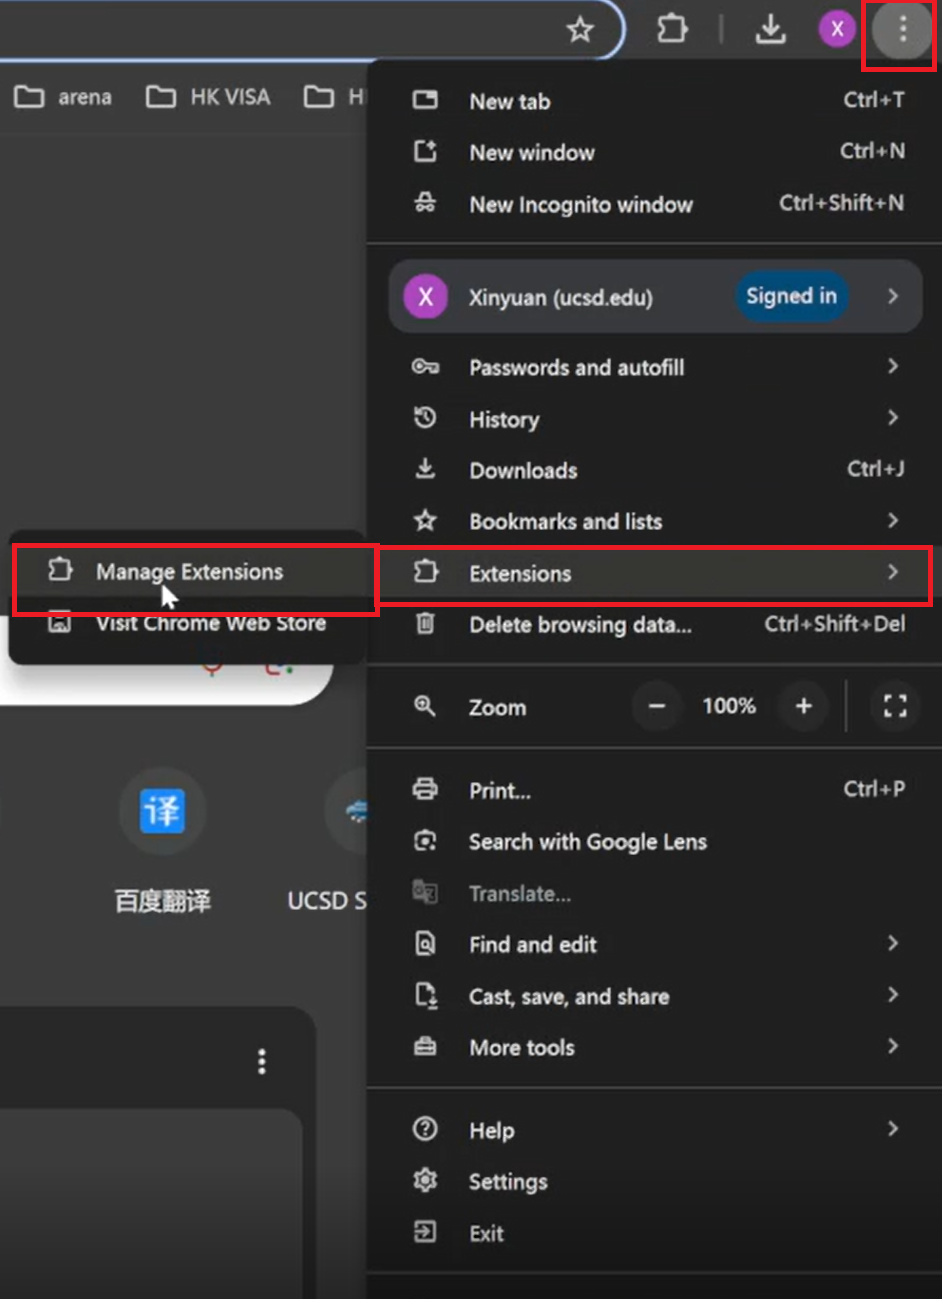 X
arena
HK VISA
H
New tab Ctrl+T
New window Ctrl+N
New Incognito window Ctrl+Shift+N
X Xinyuan (ucsd.edu) Signed in
Passwords and autofill
History
Downloads Ctrl+J
Bookmarks and lists
Manage Extensions
Extensions
Visit Chrome Web Store
Delete browsing data... Ctrl+Shift+Del
Zoom − 100% +
Print... Ctrl+P
译
Search with Google Lens
百度翻译
UCSD S
Translate...
Find and edit
Cast, save, and share
More tools
Help
Settings
Exit